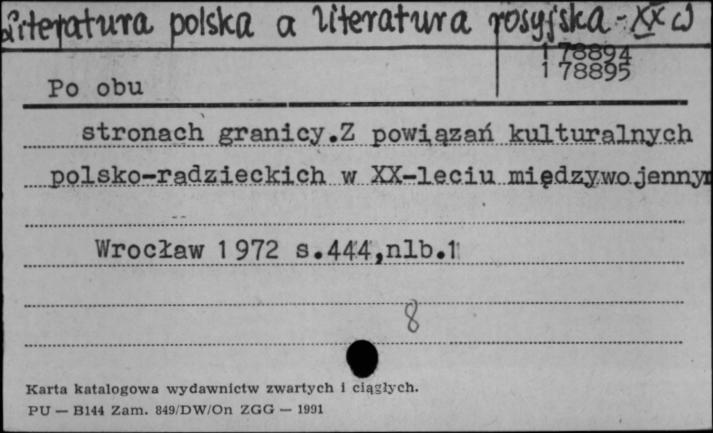 Literatura polska a literatura rosyjska - XX w
1 78894
1 78895
Po obu
stronach granicy.Z powiązań kulturalnych
polsko-radzieckich w XX-leciu międzywojennym
Wrocław 1972 s.444,nlb.1
8
Karta katalogowa wydawnictw zwartych i ciągłych.
PU — B144 Zam. 849/DW/On ZGG — 1991